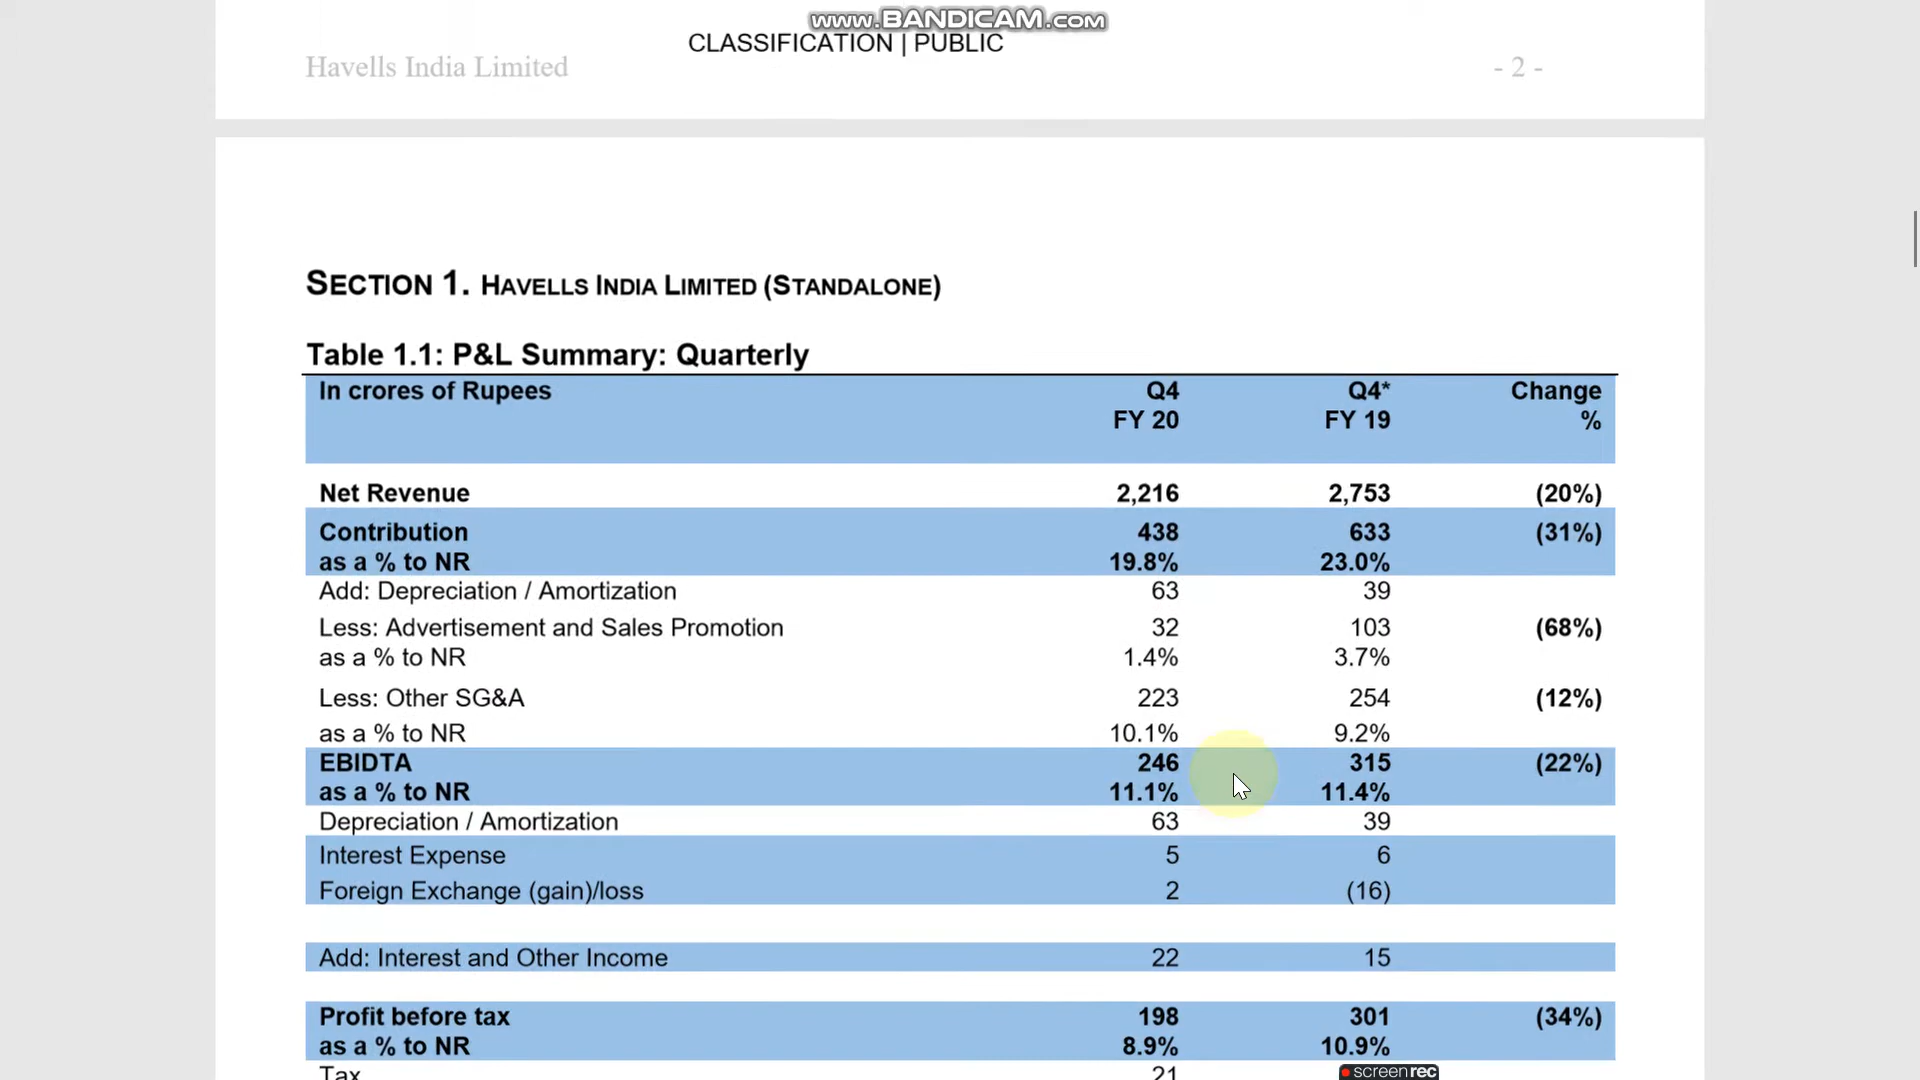 www.BANDICAM.com
CLASSIFICATION | PUBLIC
Havells India Limited - 2 -
SECTION 1. HAVELLS INDIA LIMITED (STANDALONE)
Table 1.1: P&L Summary: Quarterly
In crores of Rupees Q4 Q4* Change
FY 20 FY 19 %
Net Revenue 2,216 2,753 (20%)
Contribution 438 633 (31%)
as a % to NR 19.8% 23.0%
Add: Depreciation / Amortization 63 39
Less: Advertisement and Sales Promotion 32 103 (68%)
as a % to NR 1.4% 3.7%
Less: Other SG&A 223 254 (12%)
as a % to NR 10.1% 9.2%
EBIDTA 246 315 (22%)
as a % to NR 11.1% 11.4%
Depreciation / Amortization 63 39
Interest Expense 5 6
Foreign Exchange (gain)/loss 2 (16)
Add: Interest and Other Income 22 15
Profit before tax 198 301 (34%)
as a % to NR 8.9% 10.9%
Tax 21
screenrec